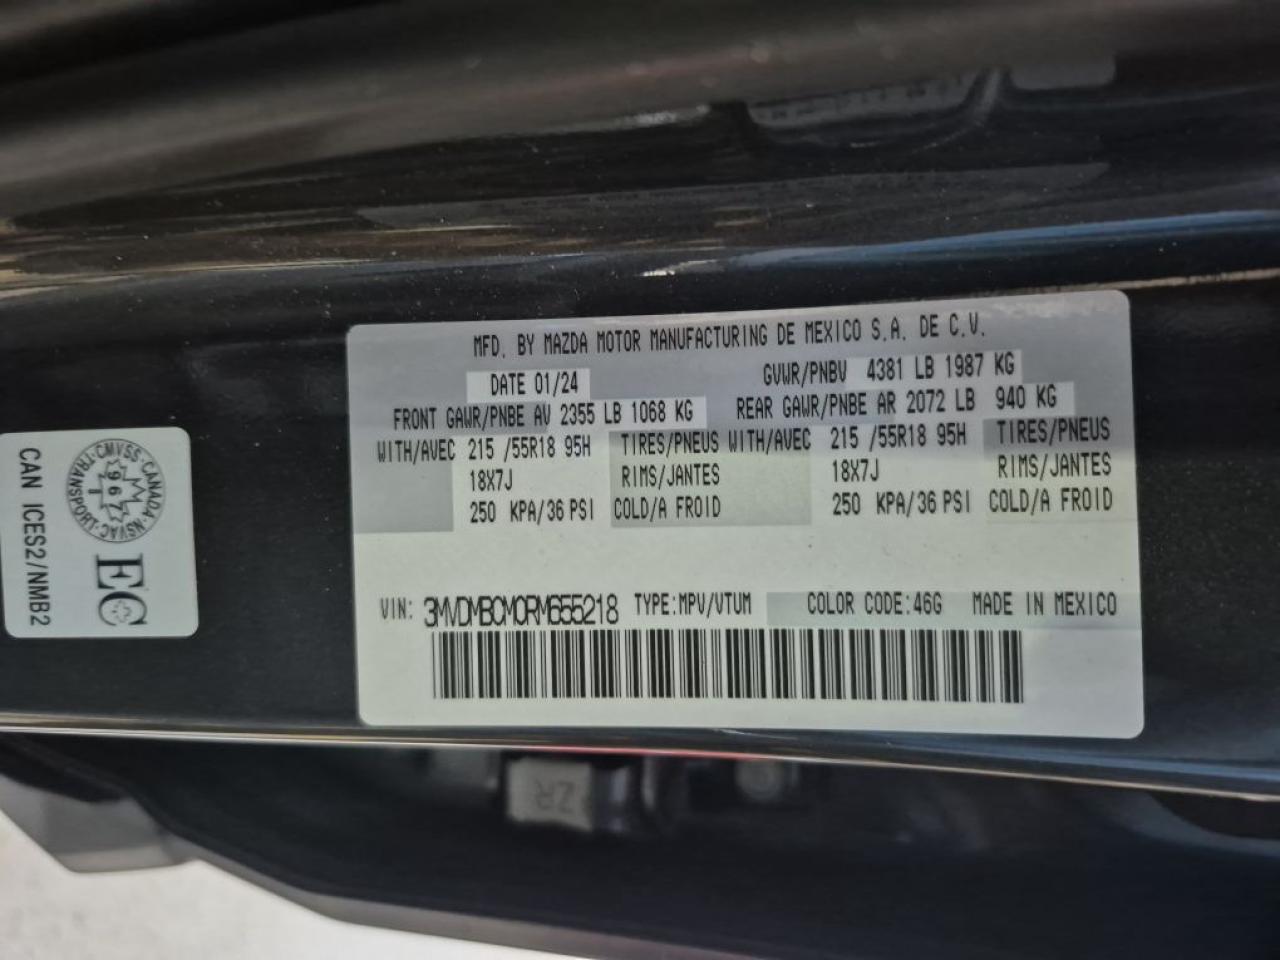 MFD. BY MAZDA MOTOR MANUFACTURING DE MEXICO S.A. DE C.V.
DATE 01/24 GVWR/PNBV 4381 LB 1987 KG
FRONT GAWR/PNBE AV 2355 LB 1068 KG REAR GAWR/PNBE AR 2072 LB 940 KG
WITH/AVEC 215 /55R18 95H TIRES/PNEUS WITH/AVEC 215 /55R18 95H TIRES/PNEUS
18X7J RIMS/JANTES 18X7J RIMS/JANTES
250 KPA/36 PSI COLD/A FROID 250 KPA/36 PSI COLD/A FROID
VIN: 3MVDMBCM0RM655218 TYPE:MPV/VTUM COLOR CODE:46G MADE IN MEXICO
CAN ICES2/NMB2
CMVSS·CANADA·NSVAC·TRANSPORT·
967
EC
ZR